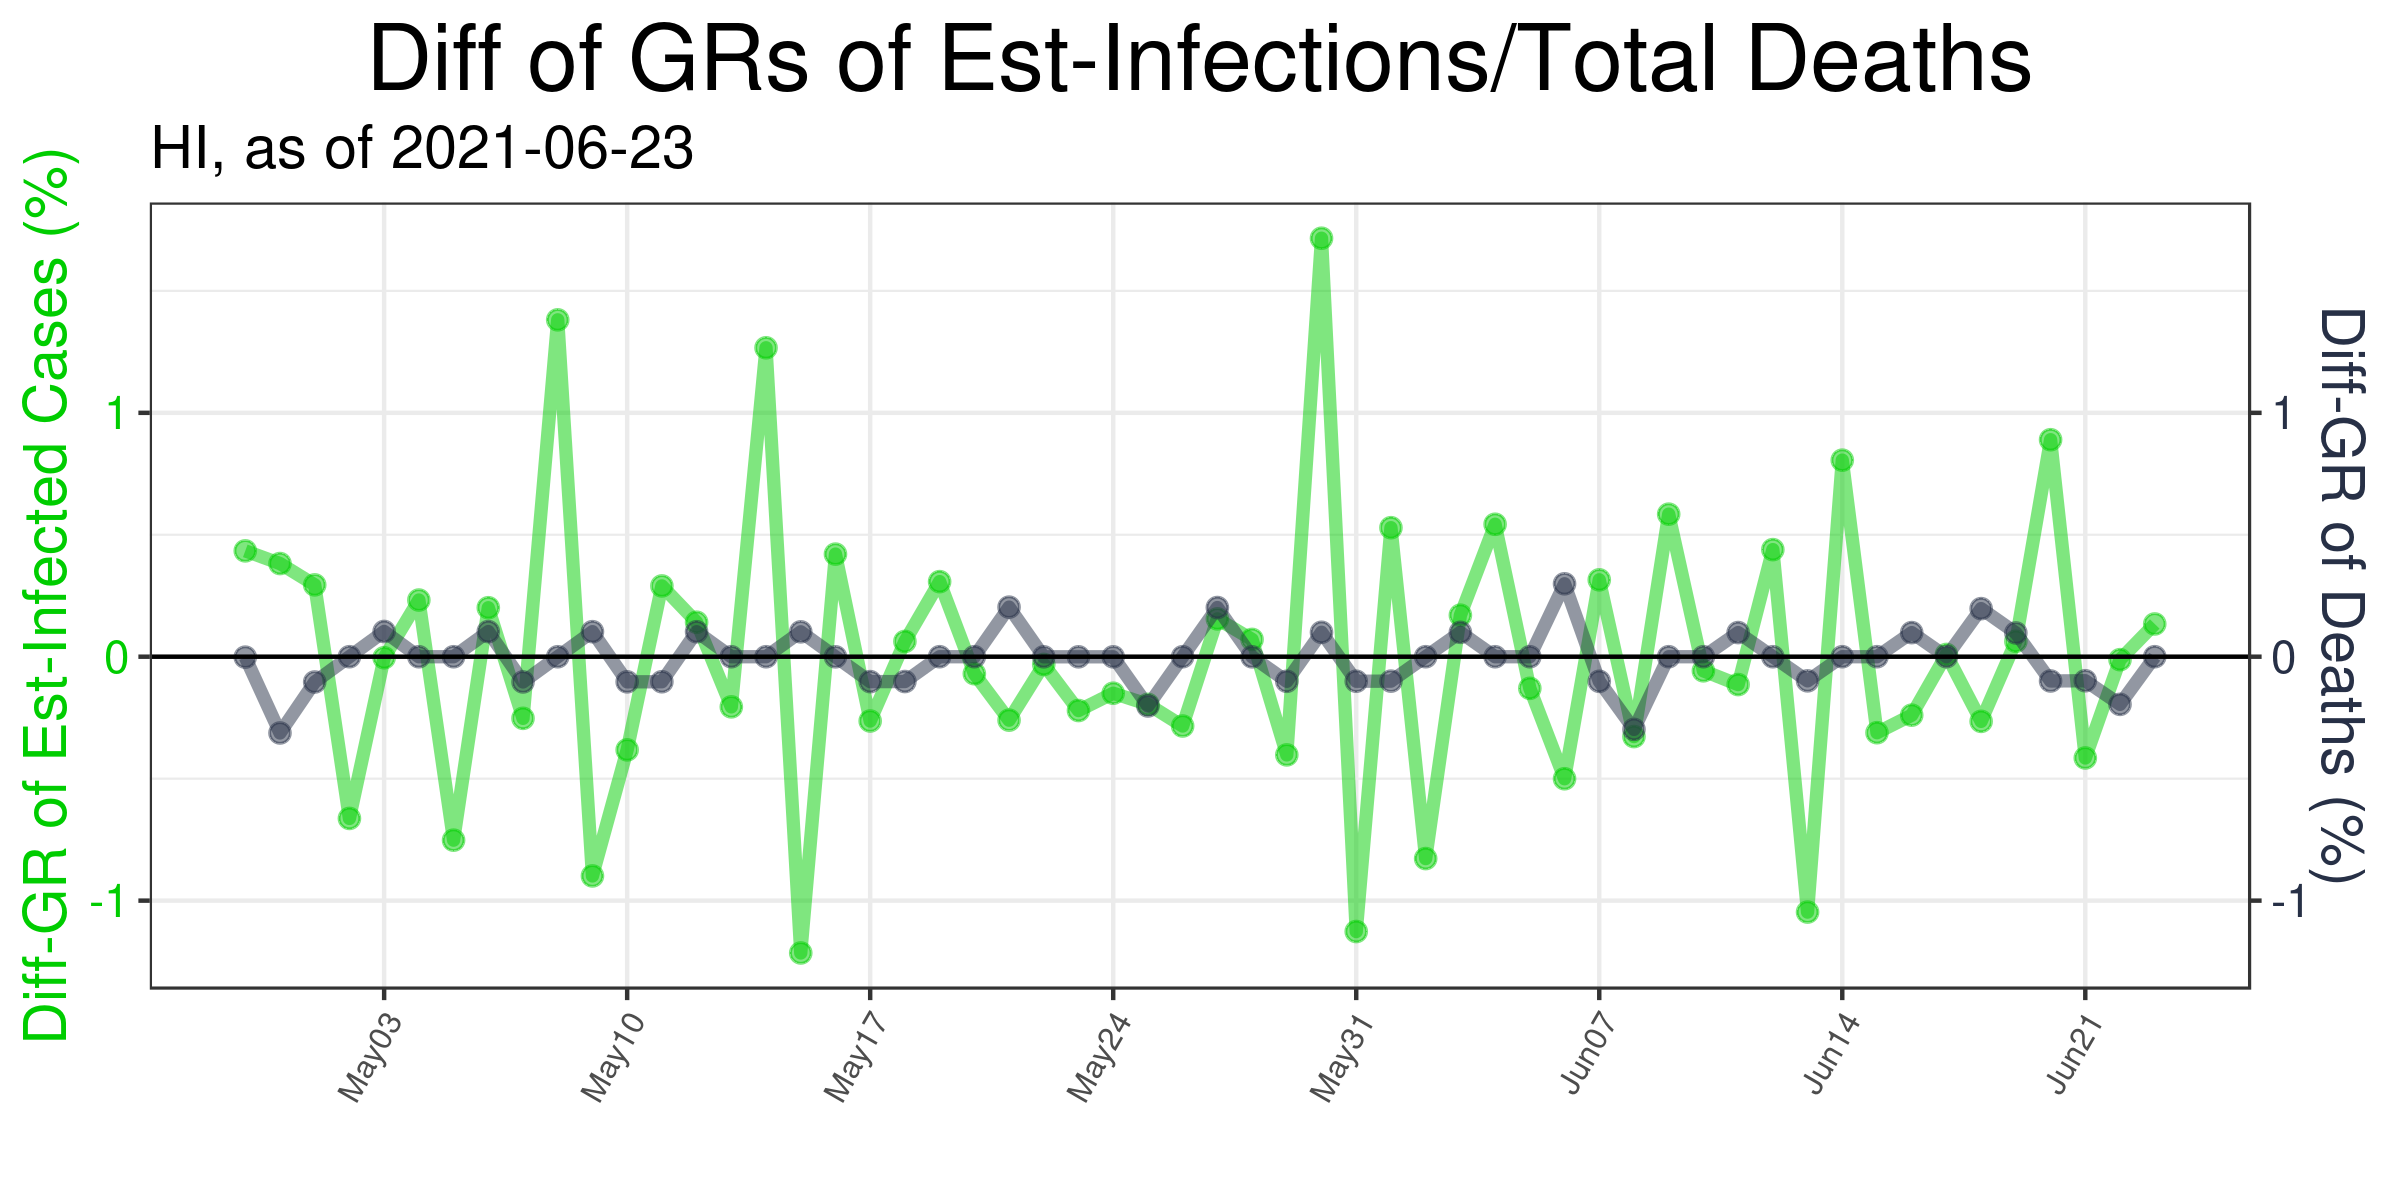 Diff of GRs of Est-Infections/Total Deaths
HI, as of 2021-06-23
Diff-GR of Est-Infected Cases (%)
1
0
-1
1
0
-1
Diff-GR of Deaths (%)
May03
May10
May17
May24
May31
Jun07
Jun14
Jun21